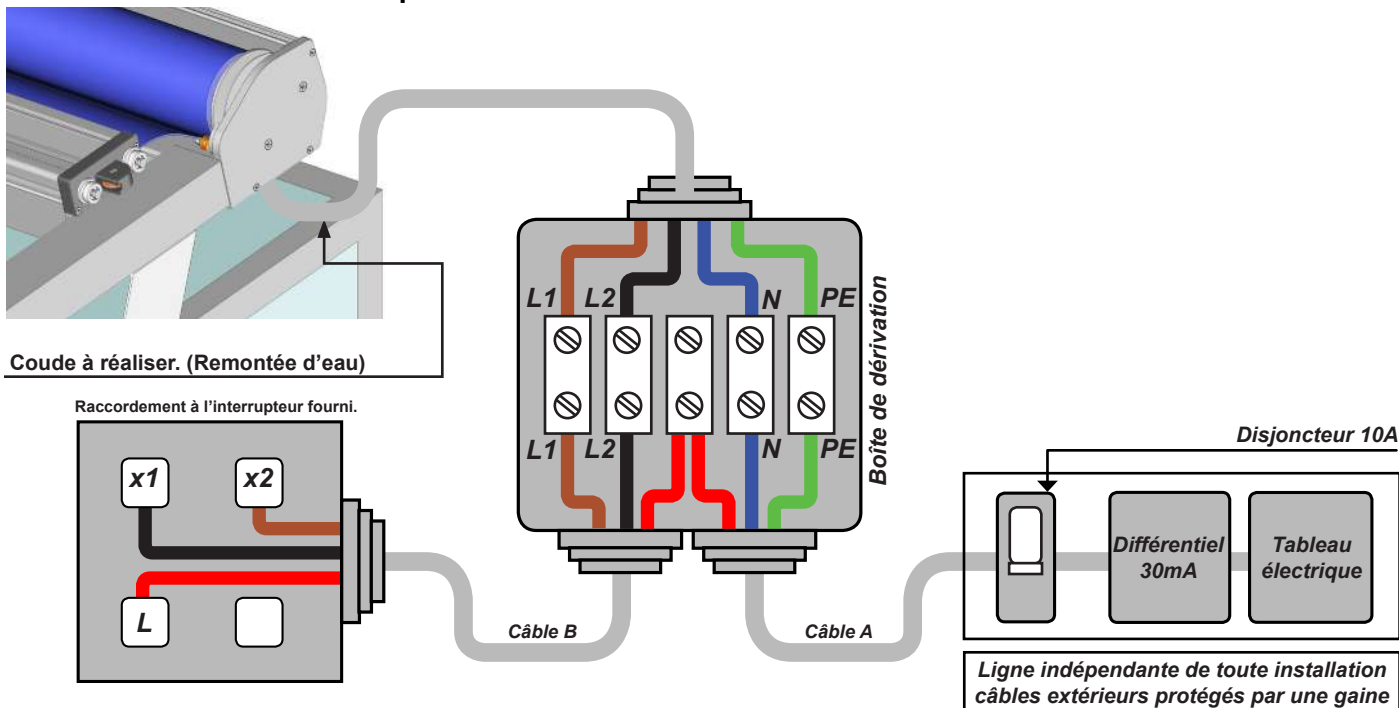 L1 L2 N PE
Boîte de dérivation
L1 L2 N PE
Coude à réaliser. (Remontée d'eau)
Raccordement à l'interrupteur fourni.
x1 x2
L
Câble B
Câble A
Disjoncteur 10A
Différentiel
30mA
Tableau
électrique
Ligne indépendante de toute installation
câbles extérieurs protégés par une gaine